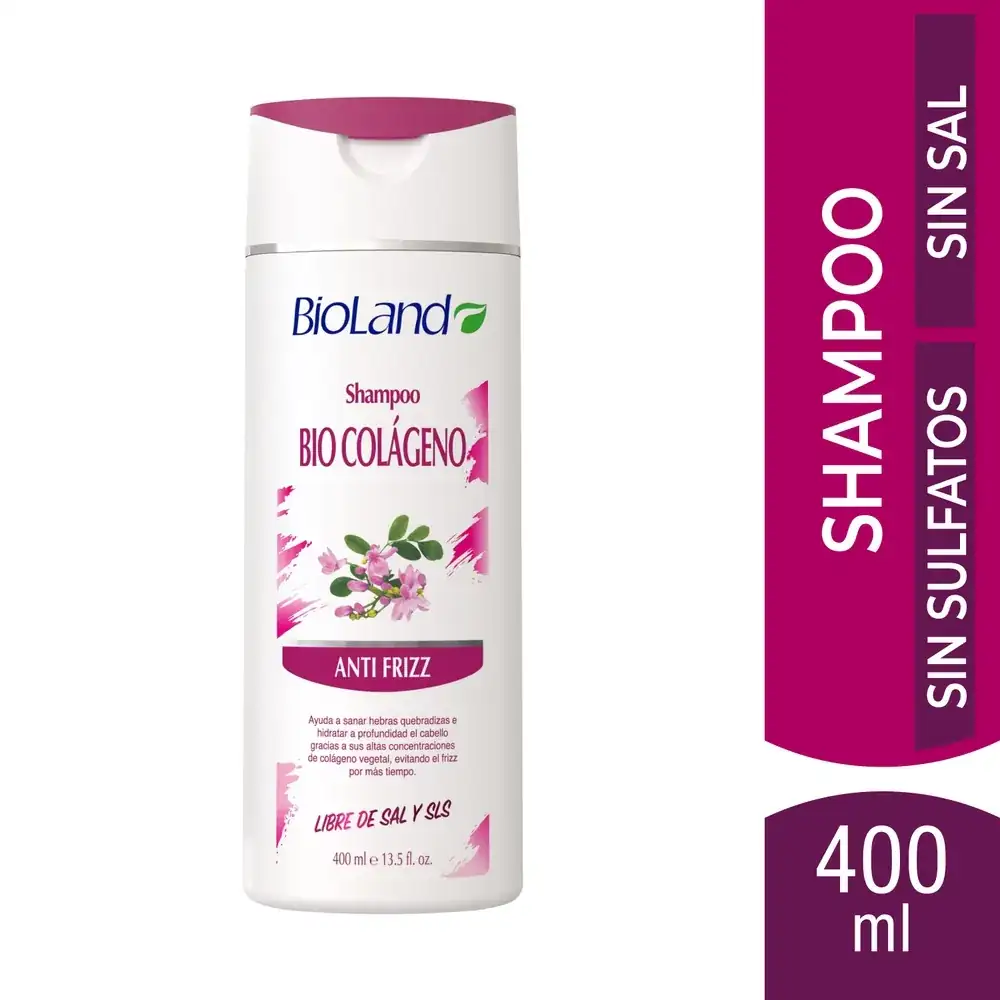 BioLand
Shampoo
BIO COLÁGENO
ANTI FRIZZ
Ayuda a sanar hebras quebradizas e
hidratar a profundidad el cabello
gracias a sus altas concentraciones
de colágeno vegetal, evitando el frizz
por más tiempo.
LIBRE DE SAL Y SLS
400 ml e 13.5 fl. oz.
SHAMPOO
SIN SULFATOS
SIN SAL
400
ml